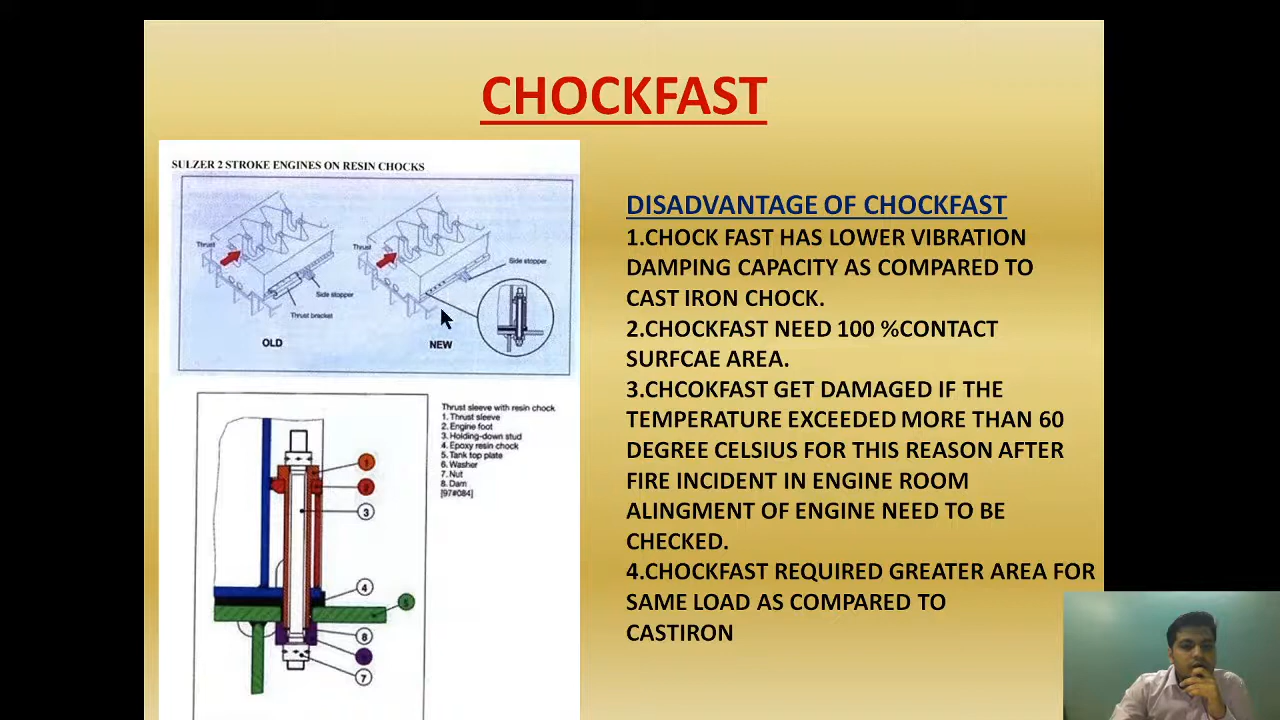 CHOCKFAST
SULZER 2 STROKE ENGINES ON RESIN CHOCKS
Thrust
Side stopper
Thrust bracket
OLD
Thrust
Side stopper
NEW
Thrust sleeve with resin chock
1. Thrust sleeve
2. Engine foot
3. Holding-down stud
4. Epoxy resin chock
5. Tank top plate
6. Washer
7. Nut
8. Dam
[97#084]
1
2
3
4
5
8
6
7
DISADVANTAGE OF CHOCKFAST
1.CHOCK FAST HAS LOWER VIBRATION
DAMPING CAPACITY AS COMPARED TO
CAST IRON CHOCK.
2.CHOCKFAST NEED 100 %CONTACT
SURFCAE AREA.
3.CHCOKFAST GET DAMAGED IF THE
TEMPERATURE EXCEEDED MORE THAN 60
DEGREE CELSIUS FOR THIS REASON AFTER
FIRE INCIDENT IN ENGINE ROOM
ALINGMENT OF ENGINE NEED TO BE
CHECKED.
4.CHOCKFAST REQUIRED GREATER AREA FOR
SAME LOAD AS COMPARED TO
CASTIRON